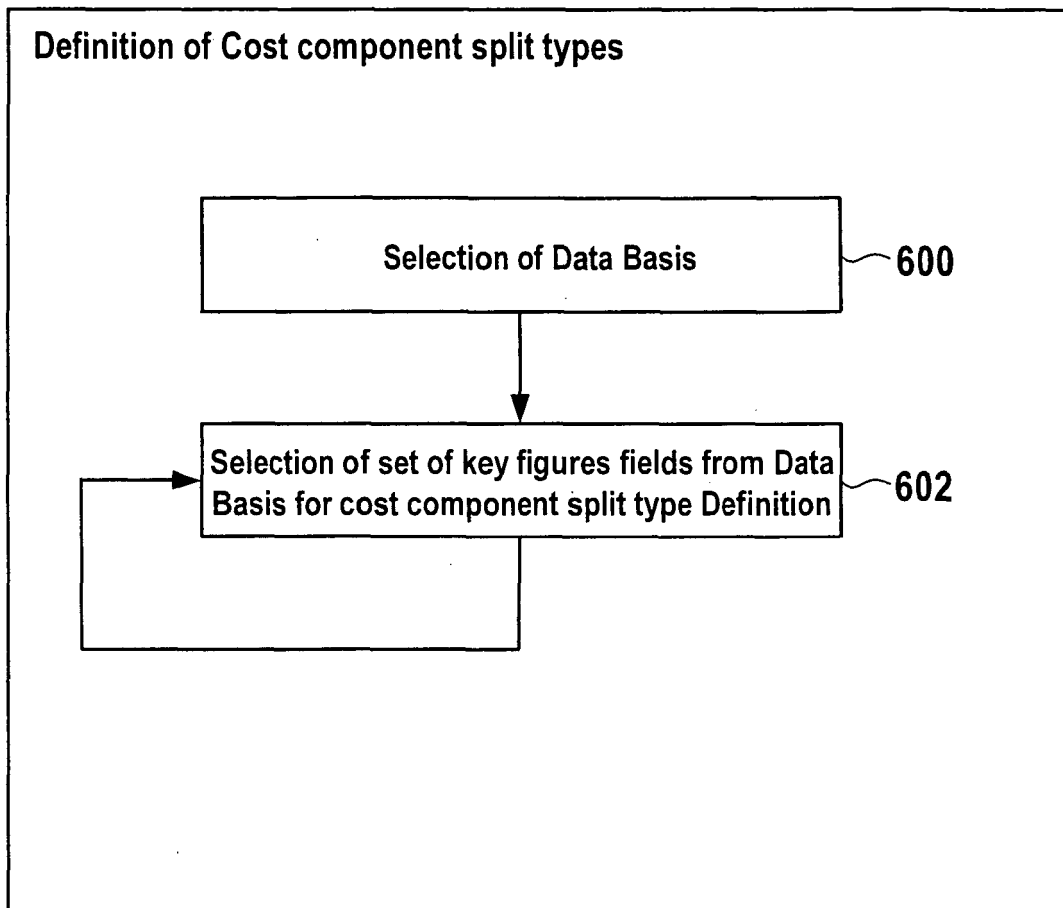 Definition of Cost component split types
Selection of Data Basis
600
Selection of set of key figures fields from Data
Basis for cost component split type Definition
602